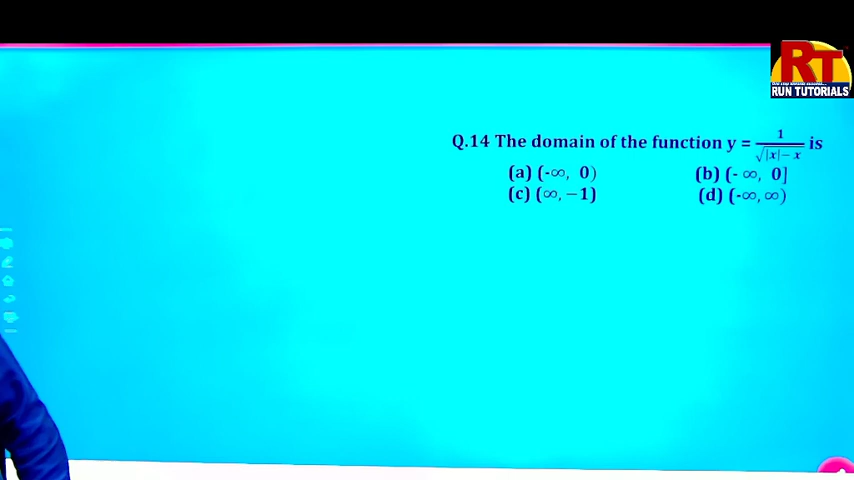 RT
RUN TUTORIALS
Q.14 The domain of the function y = 1/√|x|− x is
(a) (-∞, 0) (b) (- ∞, 0]
(c) (∞, −1) (d) (-∞, ∞)